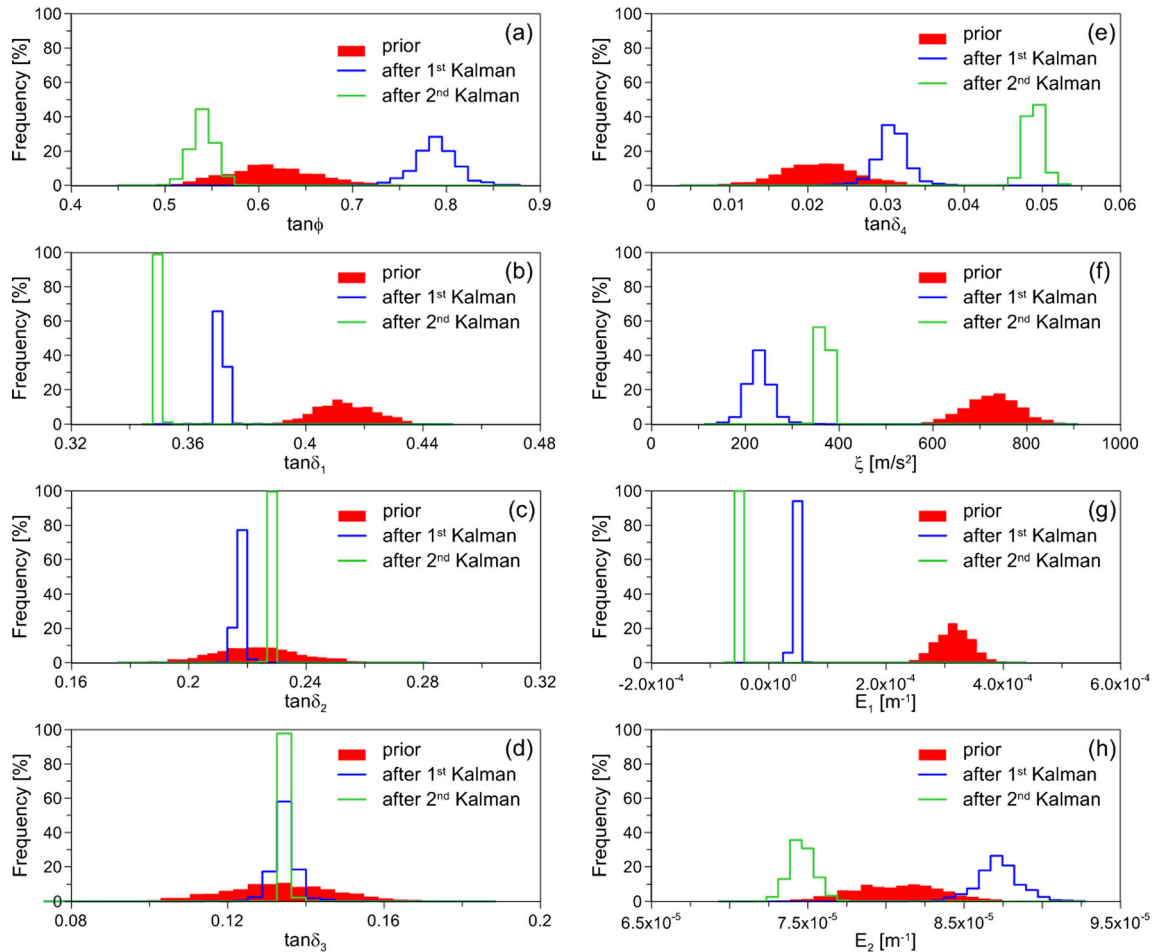 100
80
60
40
20
0
Frequency [%]
(a)
prior
after 1st Kalman
after 2nd Kalman
0.4 0.5 0.6 0.7 0.8 0.9
tanϕ
100
80
60
40
20
0
Frequency [%]
(e)
prior
after 1st Kalman
after 2nd Kalman
0 0.01 0.02 0.03 0.04 0.05 0.06
tanδ4
100
80
60
40
20
0
Frequency [%]
(b)
prior
after 1st Kalman
after 2nd Kalman
0.32 0.36 0.4 0.44 0.48
tanδ1
100
80
60
40
20
0
Frequency [%]
(f)
prior
after 1st Kalman
after 2nd Kalman
0 200 400 600 800 1000
ξ [m/s²]
100
80
60
40
20
0
Frequency [%]
(c)
prior
after 1st Kalman
after 2nd Kalman
0.16 0.2 0.24 0.28 0.32
tanδ2
100
80
60
40
20
0
Frequency [%]
(g)
prior
after 1st Kalman
after 2nd Kalman
-2.0x10⁻⁴ 0.0x10⁰ 2.0x10⁻⁴ 4.0x10⁻⁴ 6.0x10⁻⁴
E1 [m⁻¹]
100
80
60
40
20
0
Frequency [%]
(d)
prior
after 1st Kalman
after 2nd Kalman
0.08 0.12 0.16 0.2
tanδ3
100
80
60
40
20
0
Frequency [%]
(h)
prior
after 1st Kalman
after 2nd Kalman
6.5x10⁻⁵ 7.5x10⁻⁵ 8.5x10⁻⁵ 9.5x10⁻⁵
E2 [m⁻¹]